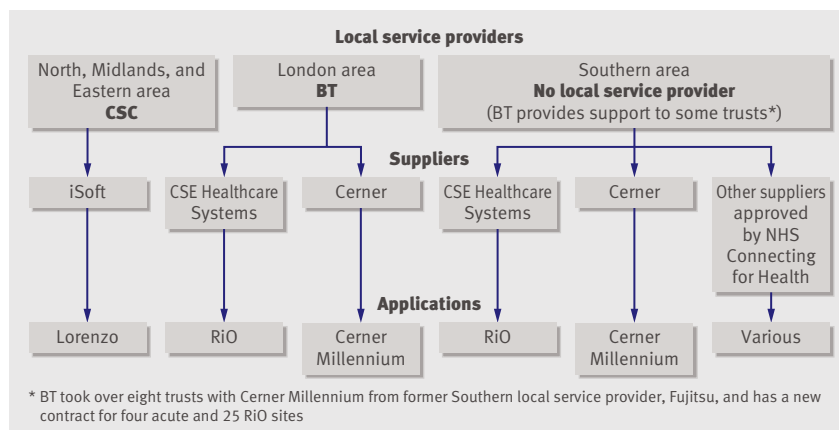 Local service providers
North, Midlands, and
Eastern area
CSC
London area
BT
Southern area
No local service provider
(BT provides support to some trusts*)
Suppliers
iSoft
CSE Healthcare
Systems
Cerner
CSE Healthcare
Systems
Cerner
Other suppliers
approved
by NHS
Connecting
for Health
Applications
Lorenzo
RiO
Cerner
Millennium
RiO
Cerner
Millennium
Various
* BT took over eight trusts with Cerner Millennium from former Southern local service provider, Fujitsu, and has a new
contract for four acute and 25 RiO sites